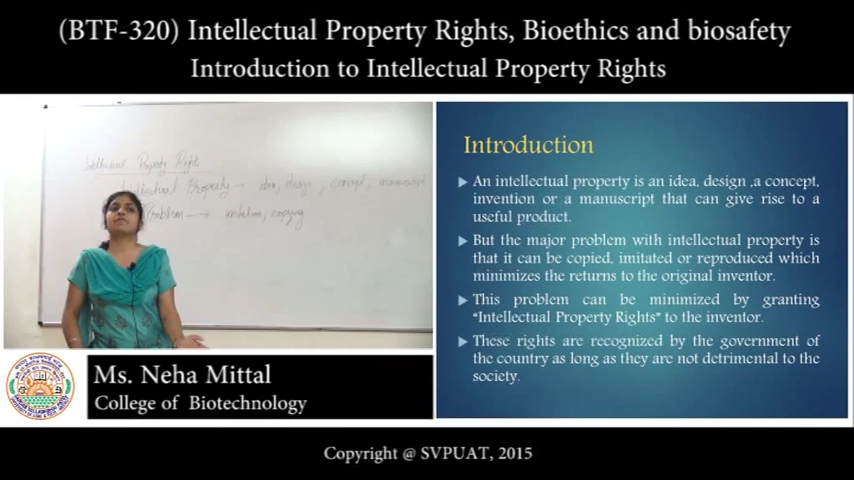 (BTF-320) Intellectual Property Rights, Bioethics and biosafety
Introduction to Intellectual Property Rights
Intellectual Property Right
Intellectual Property → idea, design, concept, manuscript
Problem → imitation, copying
Introduction
An intellectual property is an idea, design ,a concept,
invention or a manuscript that can give rise to a
useful product.
But the major problem with intellectual property is
that it can be copied, imitated or reproduced which
minimizes the returns to the original inventor.
This problem can be minimized by granting
“Intellectual Property Rights” to the inventor.
These rights are recognized by the government of
the country as long as they are not detrimental to the
society.
Ms. Neha Mittal
College of Biotechnology
Copyright @ SVPUAT, 2015